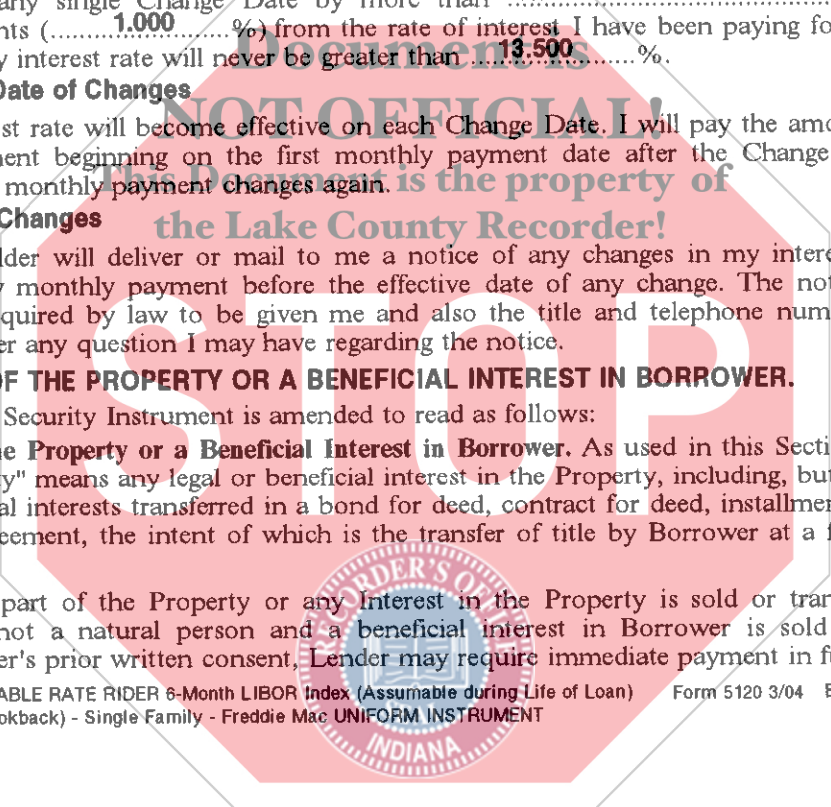 any single Change Date by more than ........................................
nts (..........1.000..........%) from the rate of interest I have been paying fo
y interest rate will never be greater than ......13.500..........%.
Document is
Date of Changes
NOT OFFICIAL!
st rate will become effective on each Change Date. I will pay the amo
ent beginning on the first monthly payment date after the Change
This Document is the property of
monthly payment changes again.
Changes
the Lake County Recorder!
lder will deliver or mail to me a notice of any changes in my intere
y monthly payment before the effective date of any change. The not
quired by law to be given me and also the title and telephone num
er any question I may have regarding the notice.
STOP
OF THE PROPERTY OR A BENEFICIAL INTEREST IN BORROWER.
Security Instrument is amended to read as follows:
e Property or a Beneficial Interest in Borrower. As used in this Secti
y" means any legal or beneficial interest in the Property, including, but
al interests transferred in a bond for deed, contract for deed, installmen
eement, the intent of which is the transfer of title by Borrower at a f
part of the Property or any Interest in the Property is sold or tran
not a natural person and a beneficial interest in Borrower is sold
er's prior written consent, Lender may require immediate payment in fu
RECORDER'S OF
SEAL
INDIANA
ABLE RATE RIDER 6-Month LIBOR Index (Assumable during Life of Loan) Form 5120 3/04
okback) - Single Family - Freddie Mac UNIFORM INSTRUMENT